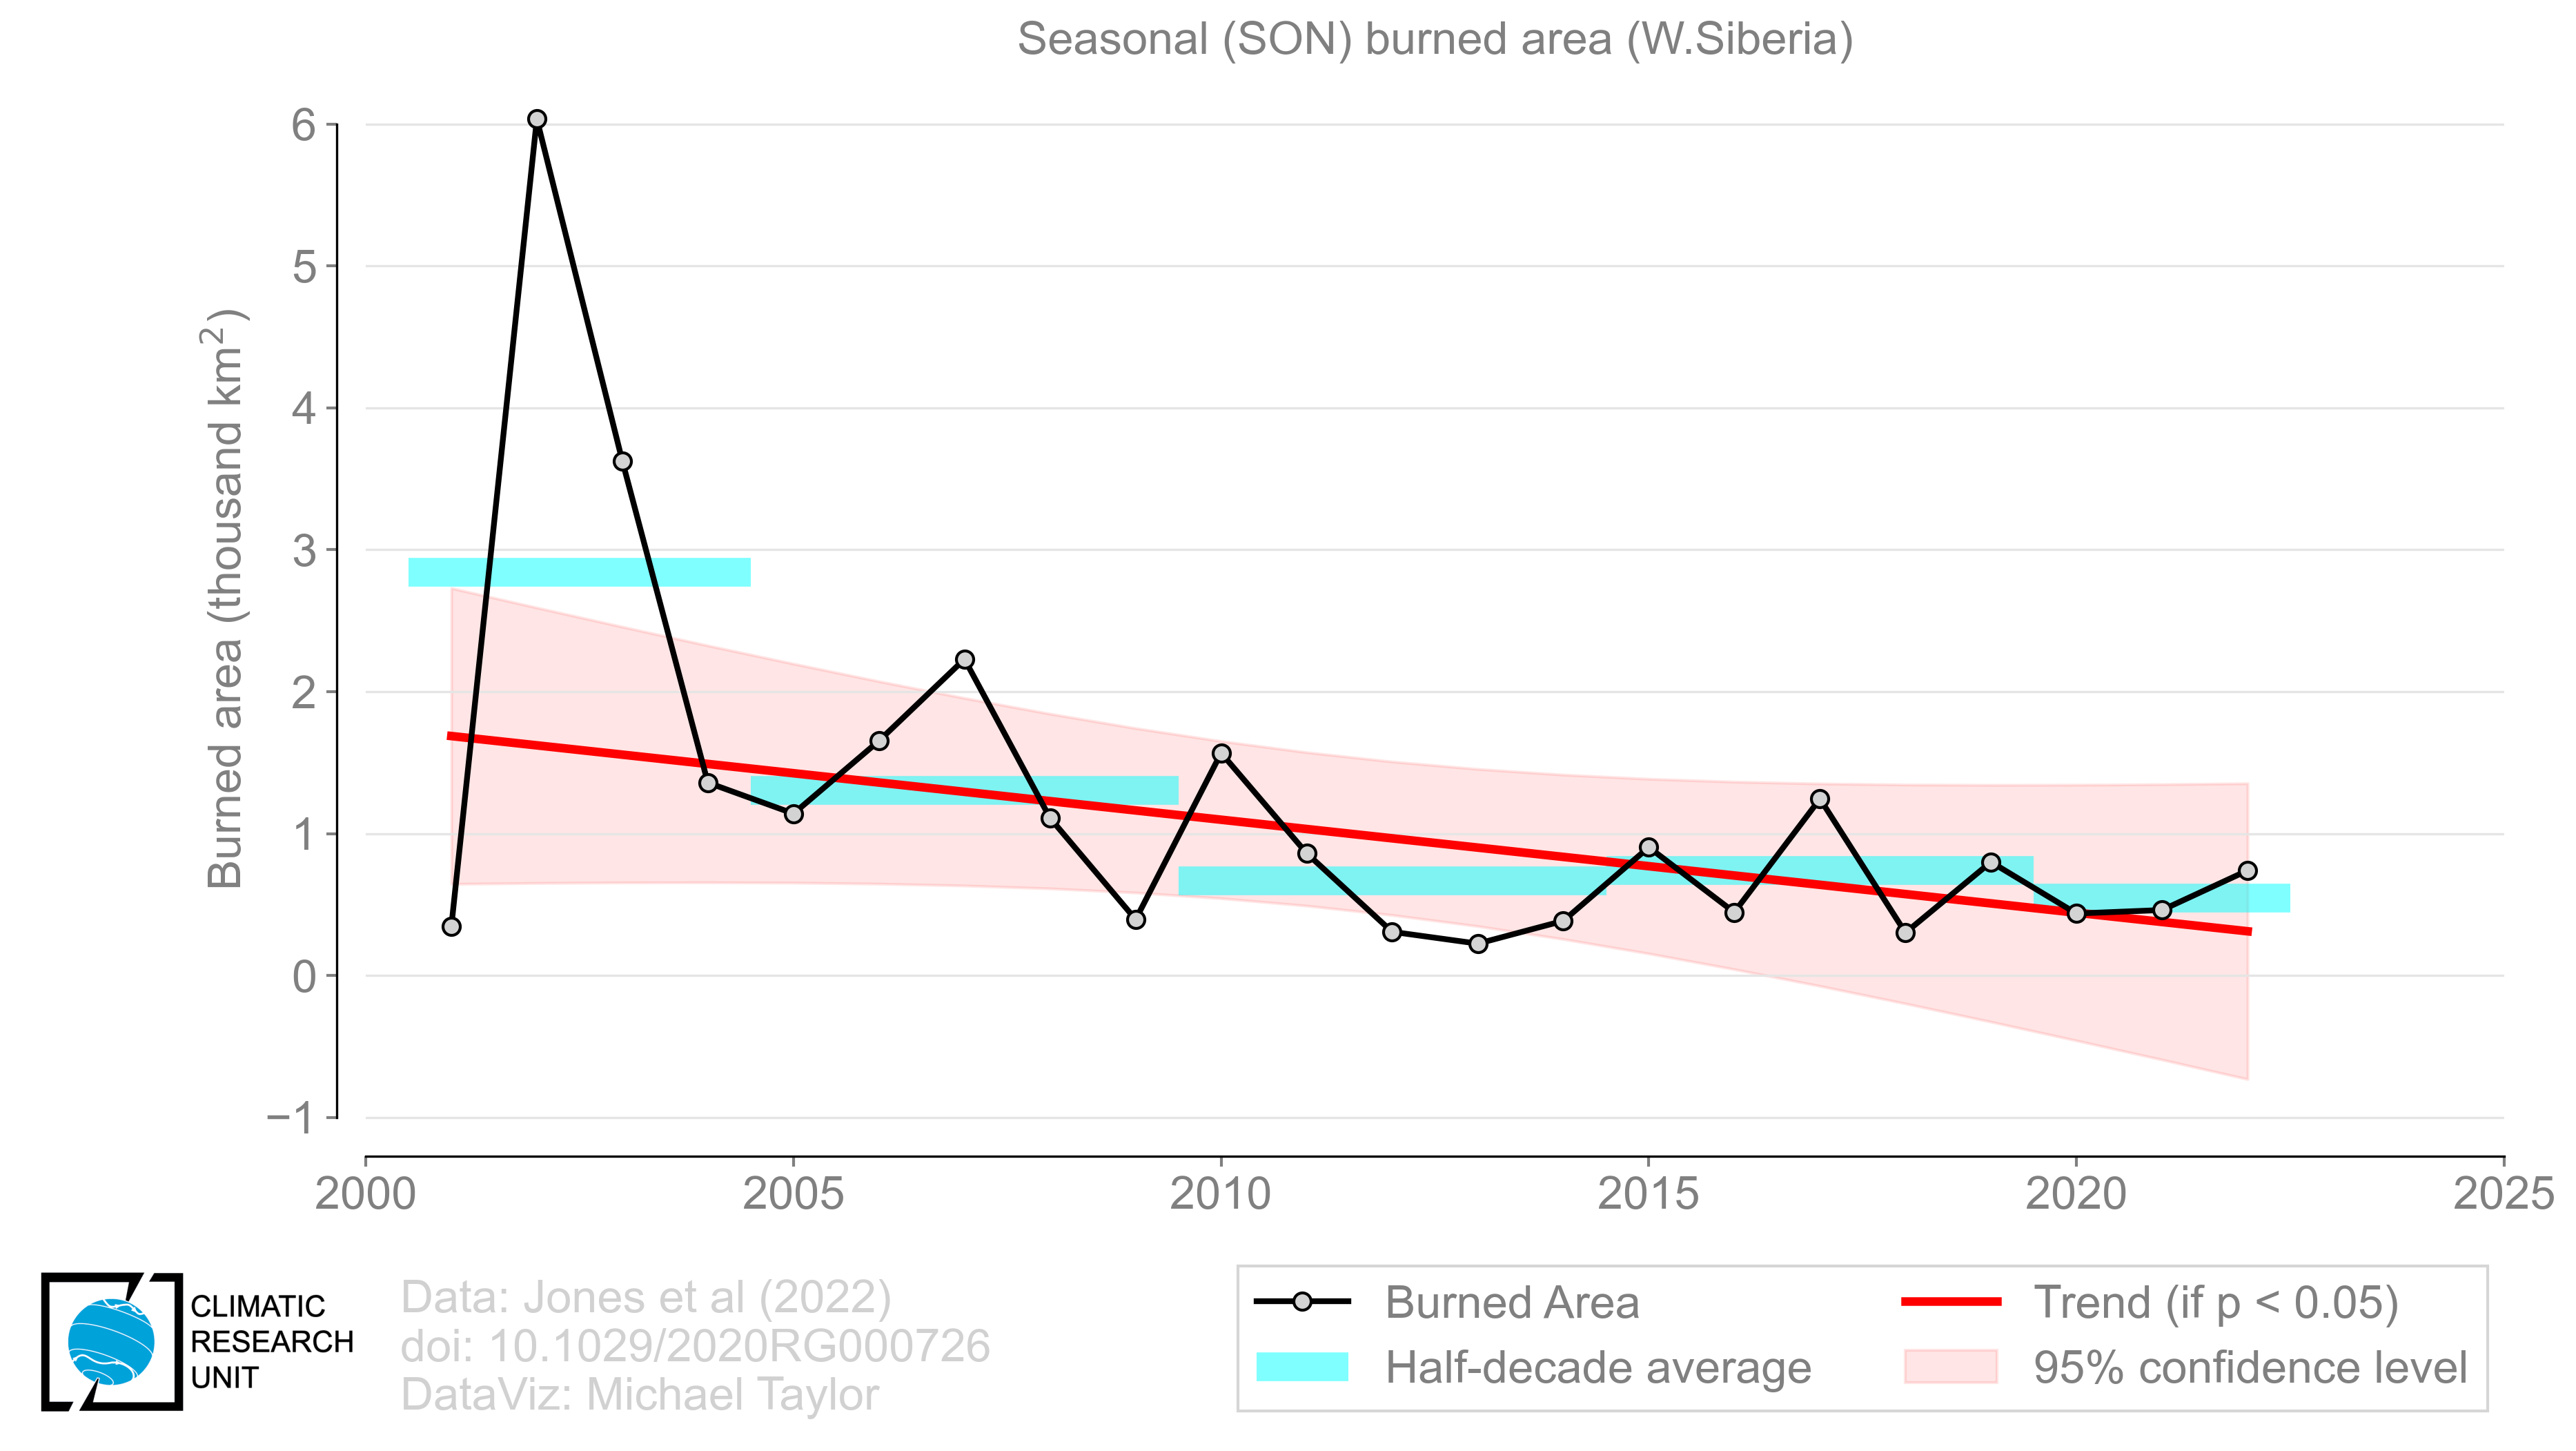 Seasonal (SON) burned area (W.Siberia)
Burned area (thousand km²)
6
5
4
3
2
1
0
−1
2000 2005 2010 2015 2020 2025
CLIMATIC
RESEARCH
UNIT
Data: Jones et al (2022)
doi: 10.1029/2020RG000726
DataViz: Michael Taylor
Burned Area
Half-decade average
Trend (if p < 0.05)
95% confidence level